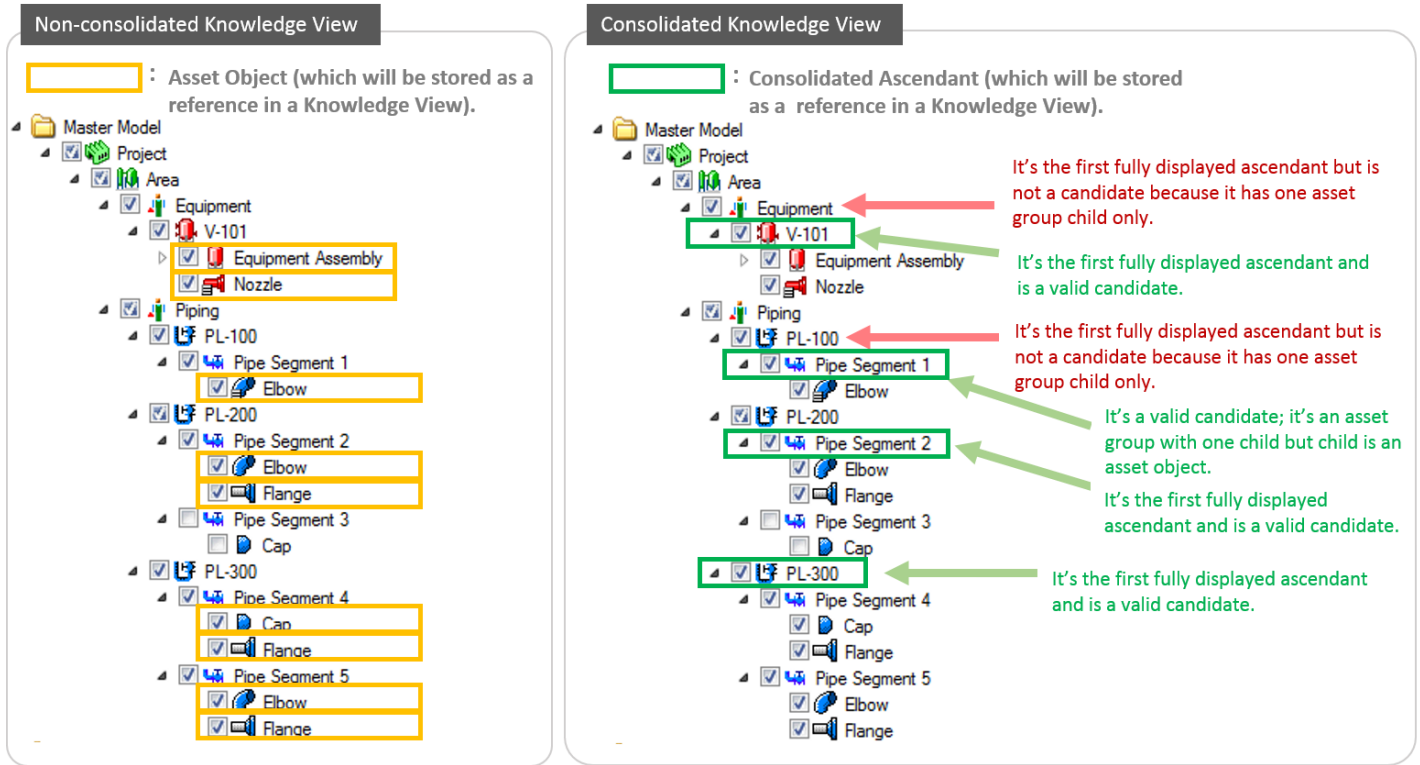 Non-consolidated Knowledge View
: Asset Object (which will be stored as a
reference in a Knowledge View).
Master Model
Project
Area
Equipment
V-101
Equipment Assembly
Nozzle
Piping
PL-100
Pipe Segment 1
Elbow
PL-200
Pipe Segment 2
Elbow
Flange
Pipe Segment 3
Cap
PL-300
Pipe Segment 4
Cap
Flange
Pipe Segment 5
Elbow
Flange
Consolidated Knowledge View
: Consolidated Ascendant (which will be stored
as a reference in a Knowledge View).
Master Model
Project
Area
Equipment
V-101
Equipment Assembly
Nozzle
Piping
PL-100
Pipe Segment 1
Elbow
PL-200
Pipe Segment 2
Elbow
Flange
Pipe Segment 3
Cap
PL-300
Pipe Segment 4
Cap
Flange
Pipe Segment 5
Elbow
Flange
It's the first fully displayed ascendant but is
not a candidate because it has one asset
group child only.
It's the first fully displayed ascendant and
is a valid candidate.
It's the first fully displayed ascendant but is
not a candidate because it has one asset
group child only.
It's a valid candidate; it's an asset
group with one child but child is an
asset object.
It's the first fully displayed
ascendant and is a valid candidate.
It's the first fully displayed ascendant
and is a valid candidate.